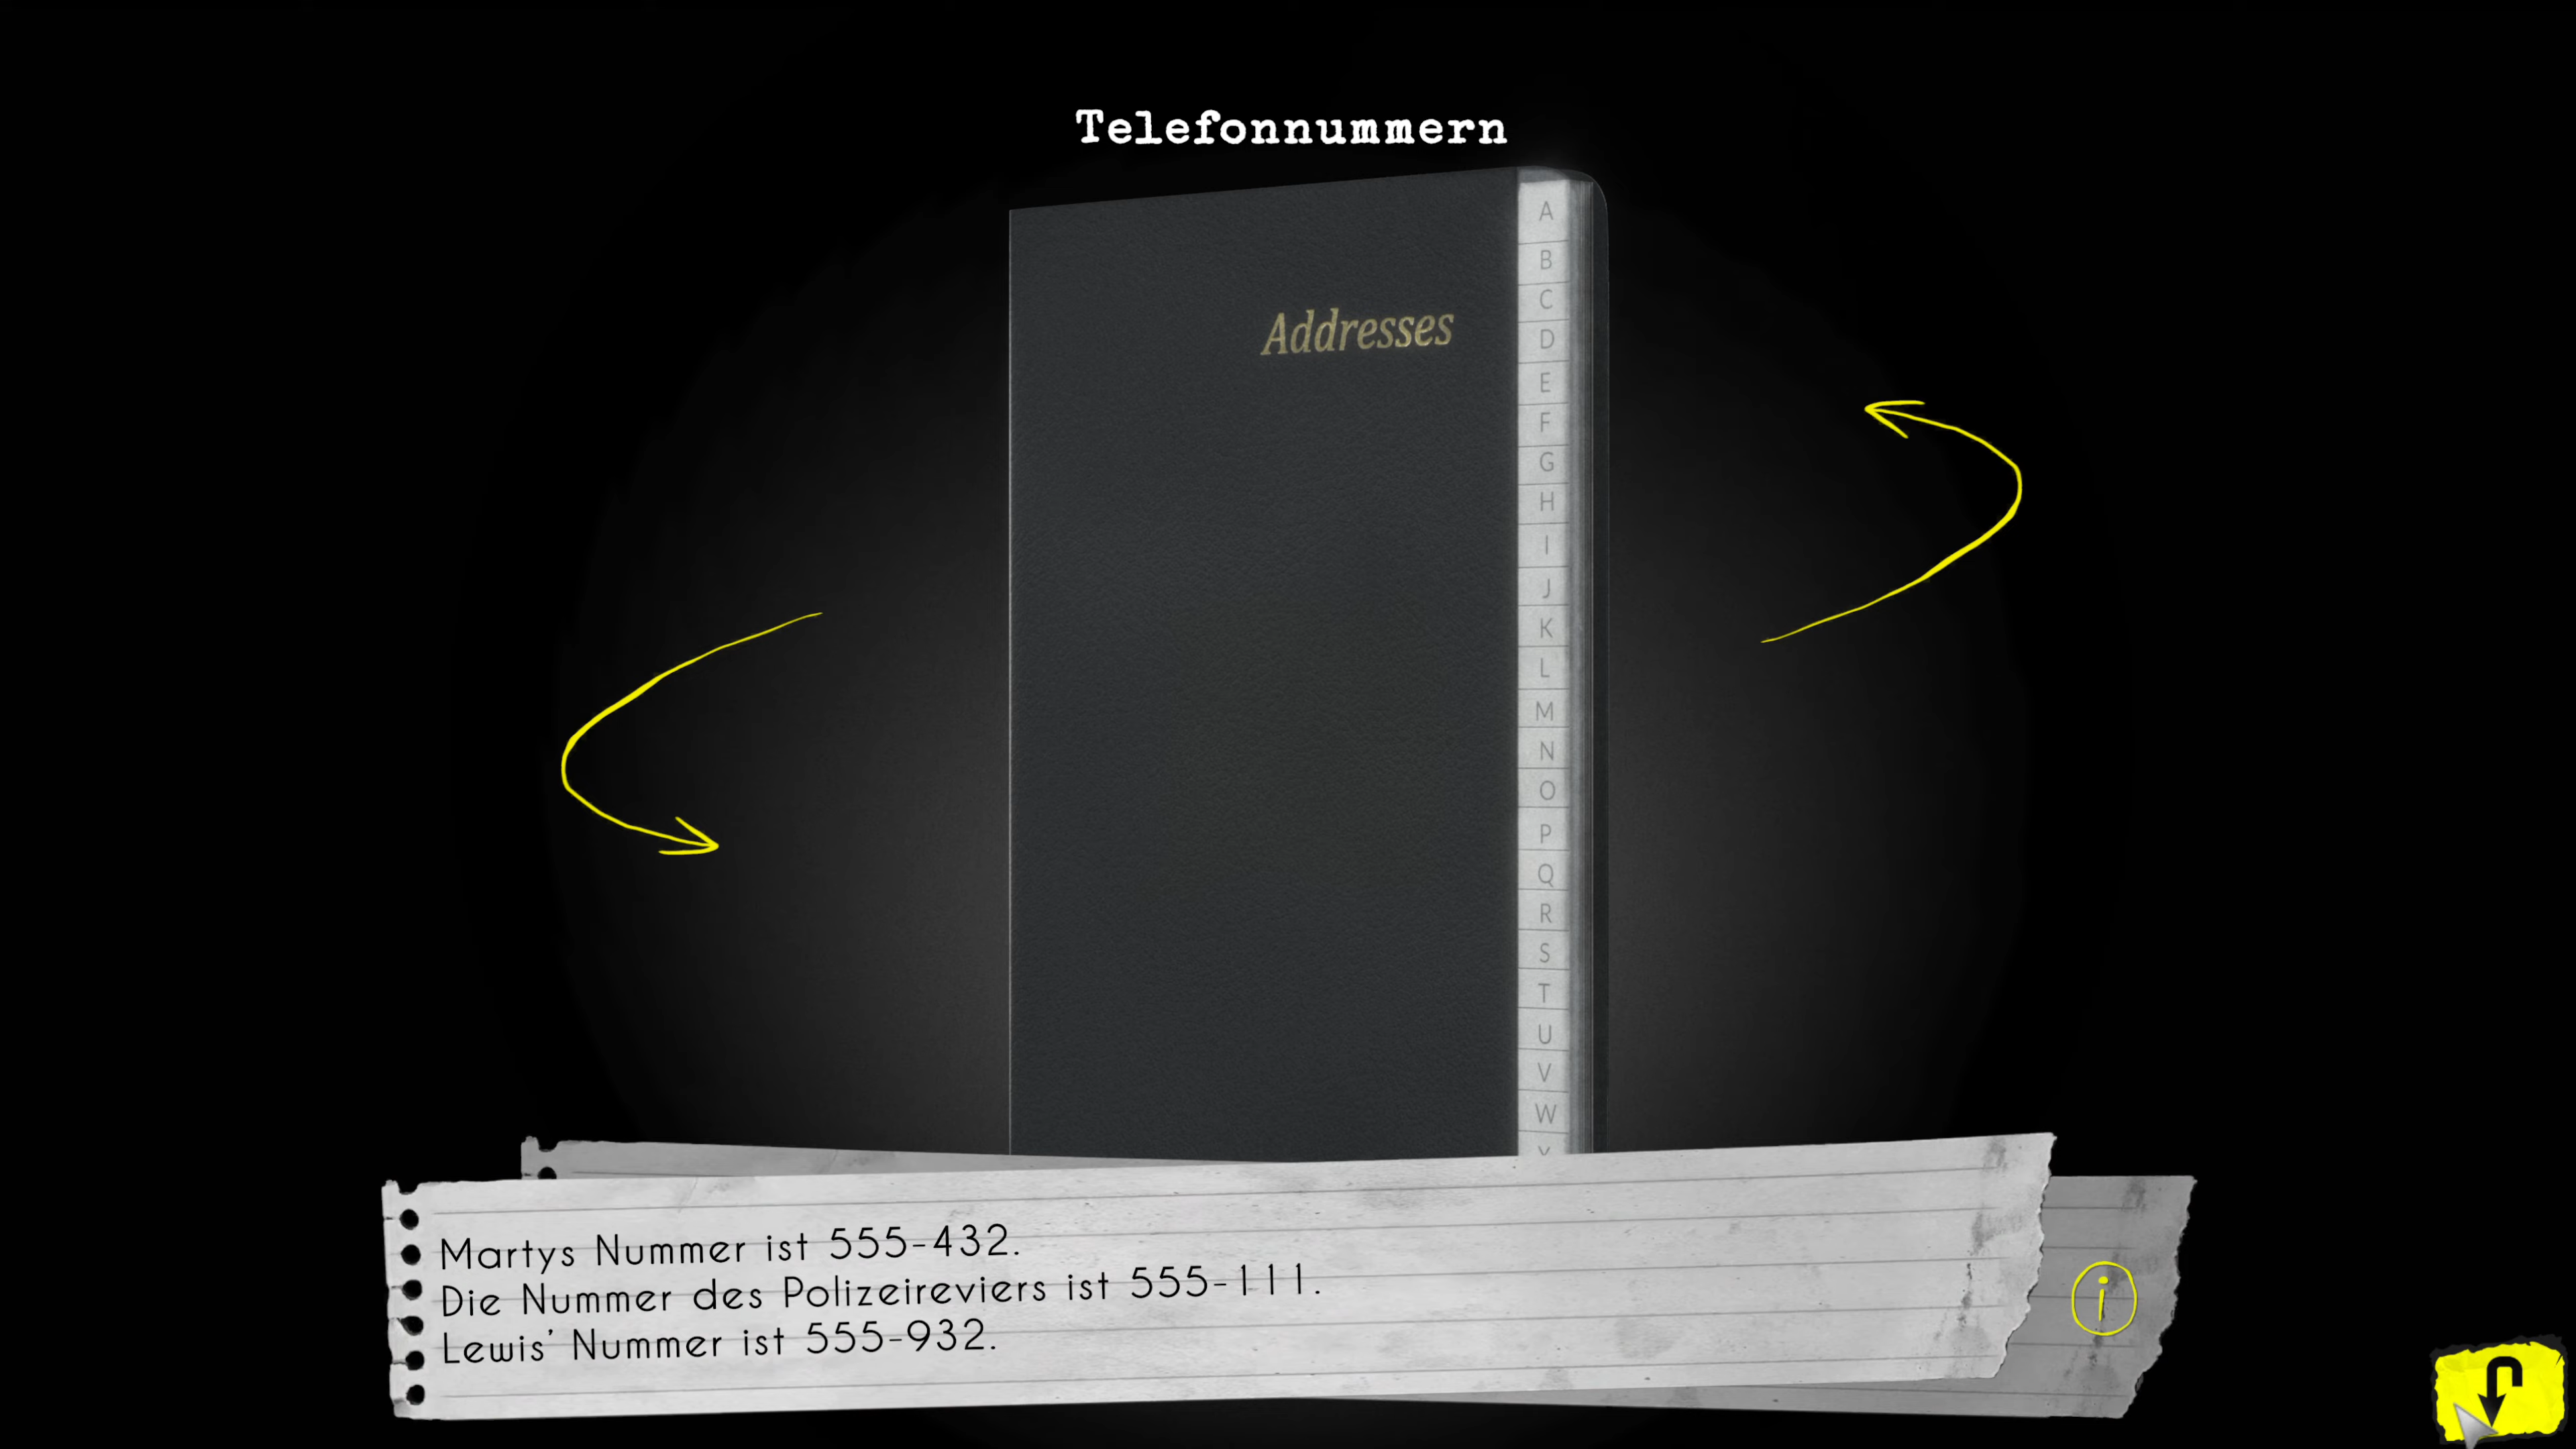 Telefonnummern
Addresses
A
B
C
D
E
F
G
H
I
J
K
L
M
N
O
P
Q
R
S
T
U
V
W
Martys Nummer ist 555-432.
Die Nummer des Polizeireviers ist 555-111.
Lewis' Nummer ist 555-932.
i